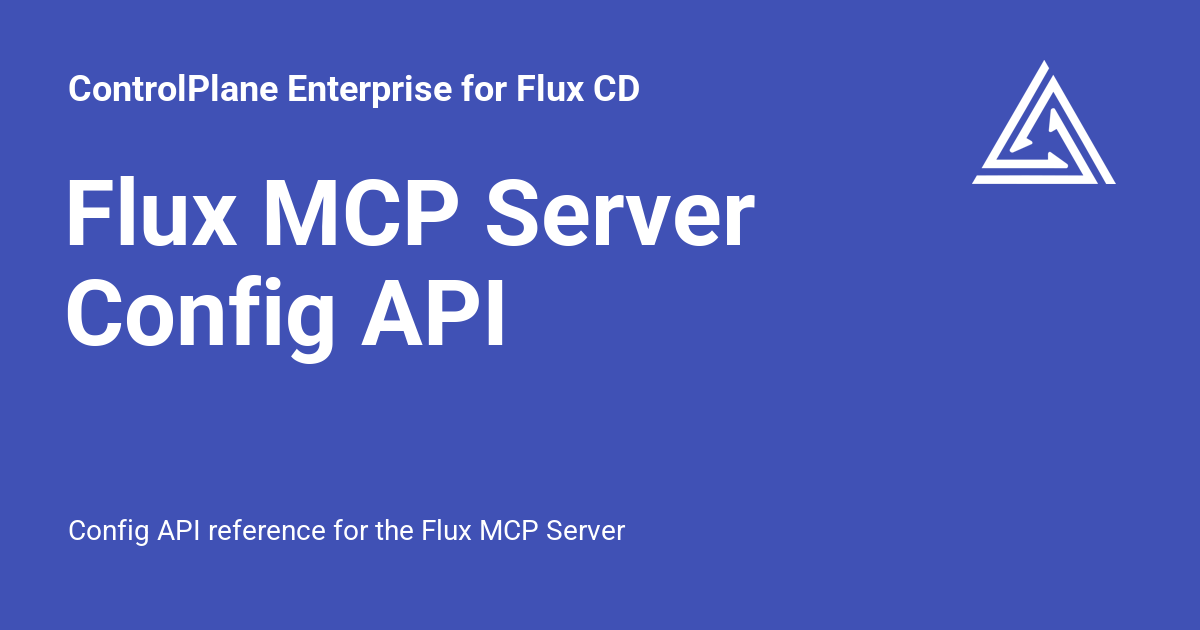 ControlPlane Enterprise for Flux CD
Flux MCP Server
Config API
Config API reference for the Flux MCP Server